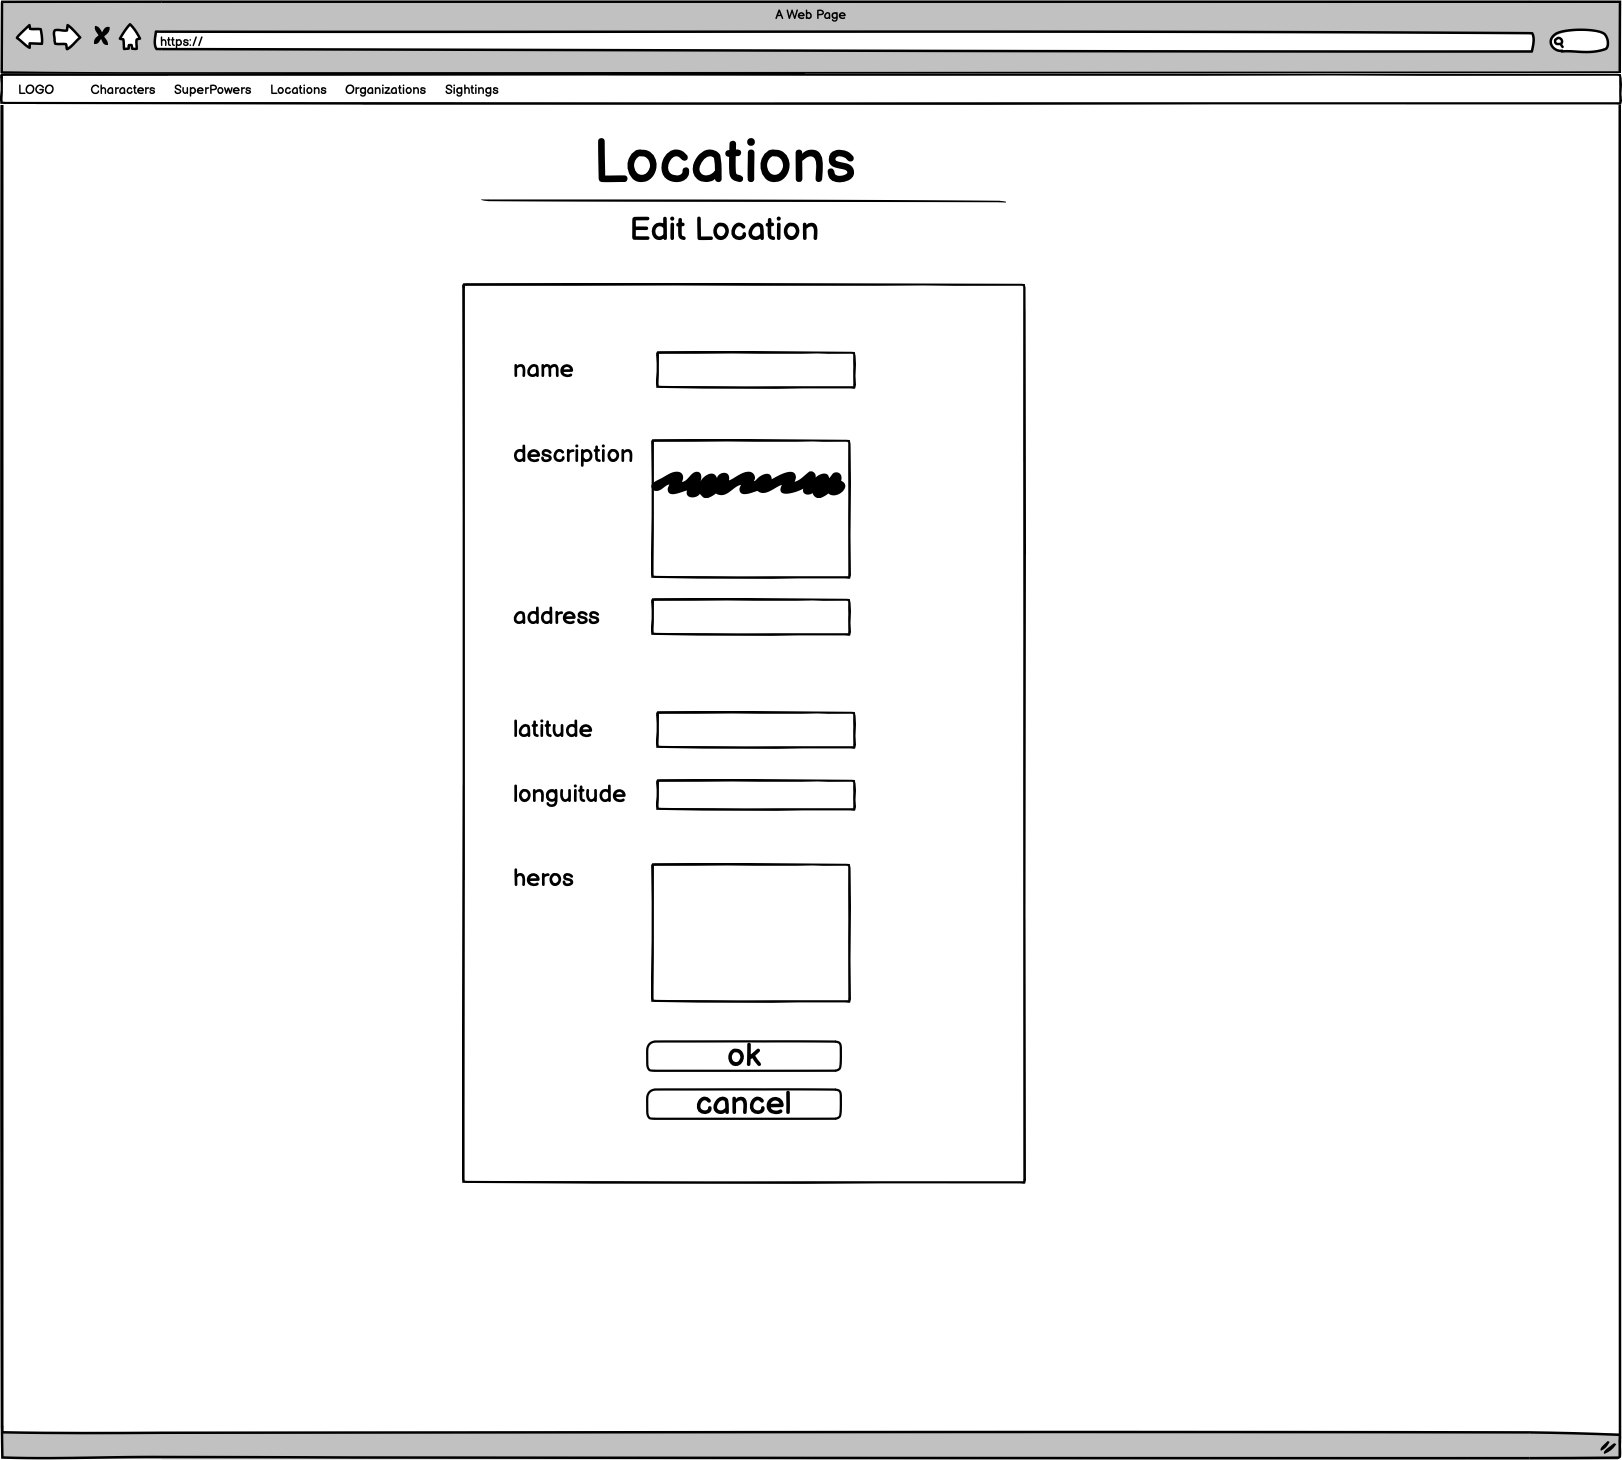 A Web Page
https://
LOGO Characters SuperPowers Locations Organizations Sightings
Locations
Edit Location
name
description
address
latitude
longuitude
heros
ok
cancel